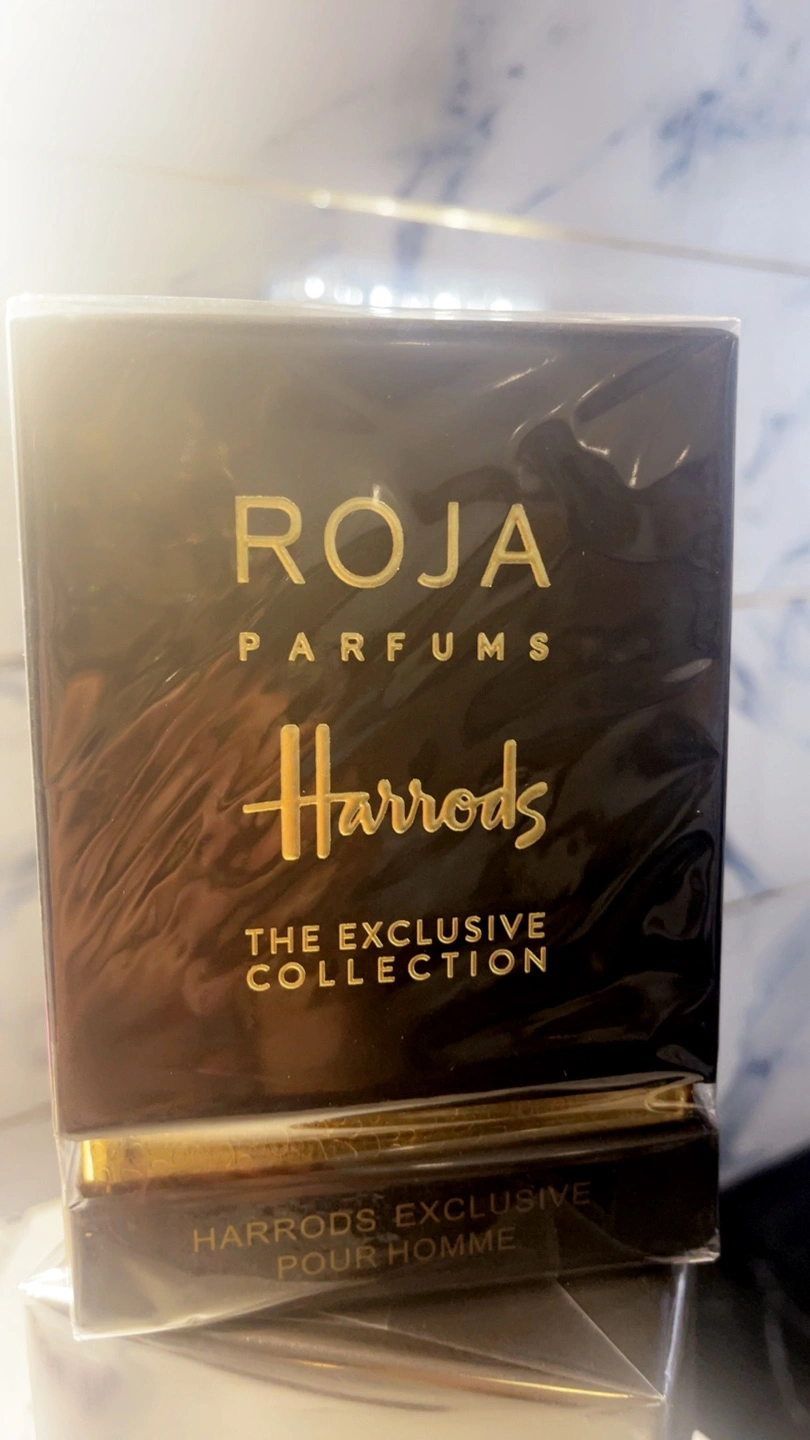 ROJA
PARFUMS
Harrods
THE EXCLUSIVE
COLLECTION
HARRODS EXCLUSIVE
POUR HOMME